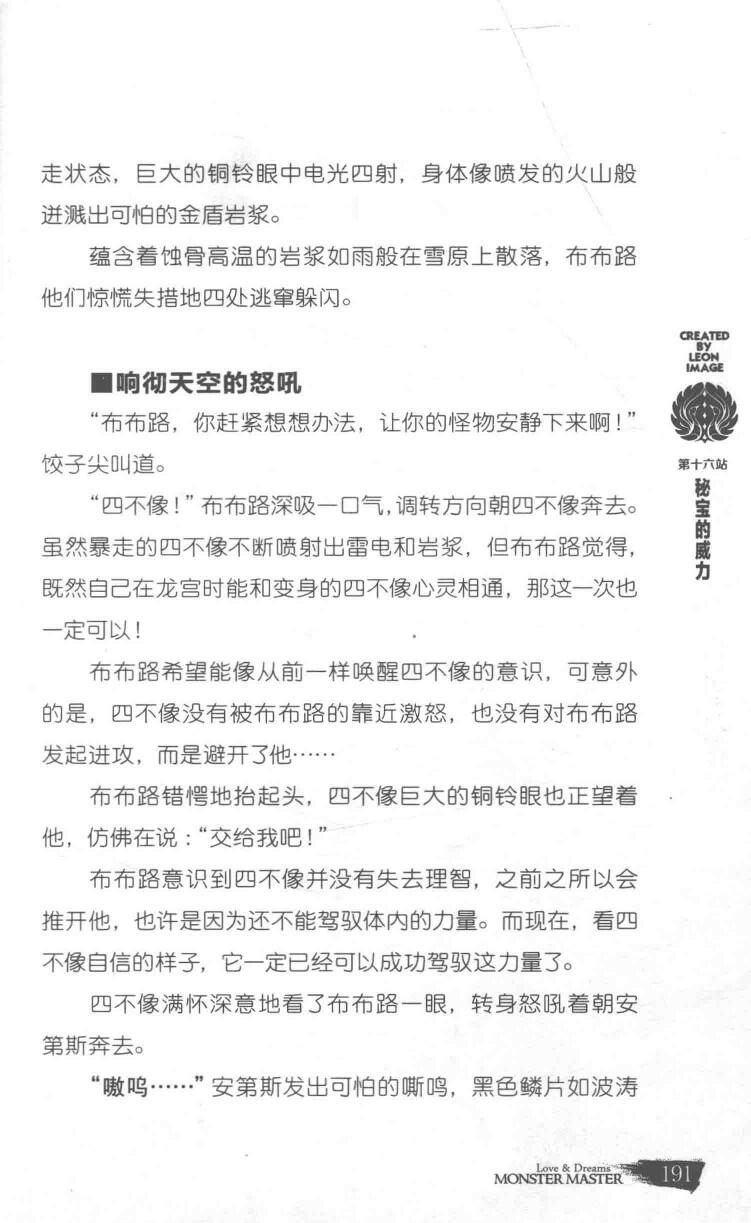 走状态，巨大的铜铃眼中电光四射，身体像喷发的火山般
迸溅出可怕的金盾岩浆。
蕴含着蚀骨高温的岩浆如雨般在雪原上散落，布布路
他们惊慌失措地四处逃窜躲闪。
■响彻天空的怒吼
“布布路，你赶紧想想办法，让你的怪物安静下来啊！”
饺子尖叫道。
“四不像！”布布路深吸一口气，调转方向朝四不像奔去。
虽然暴走的四不像不断喷射出雷电和岩浆，但布布路觉得，
既然自己在龙宫时能和变身的四不像心灵相通，那这一次也
一定可以！
布布路希望能像从前一样唤醒四不像的意识，可意外
的是，四不像没有被布布路的靠近激怒，也没有对布布路
发起进攻，而是避开了他……
布布路错愕地抬起头，四不像巨大的铜铃眼也正望着
他，仿佛在说：“交给我吧！”
布布路意识到四不像并没有失去理智，之前之所以会
推开他，也许是因为还不能驾驭体内的力量。而现在，看四
不像自信的样子，它一定已经可以成功驾驭这力量了。
四不像满怀深意地看了布布路一眼，转身怒吼着朝安
第斯奔去。
“嗷呜……”安第斯发出可怕的嘶鸣，黑色鳞片如波涛
CREATED
BY
LEON
IMAGE
第十六站
秘宝的威力
Love & Dreams
MONSTER MASTER
191